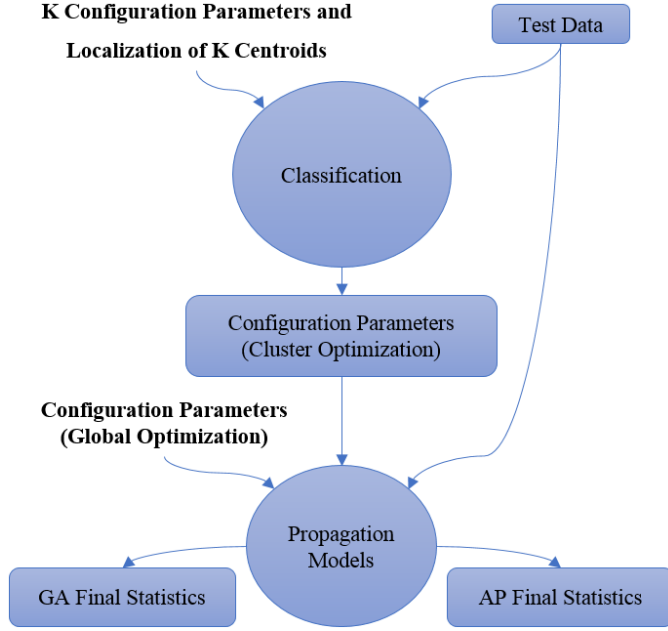 K Configuration Parameters and
Localization of K Centroids
Test Data
Classification
Configuration Parameters
(Cluster Optimization)
Configuration Parameters
(Global Optimization)
Propagation
Models
GA Final Statistics
AP Final Statistics